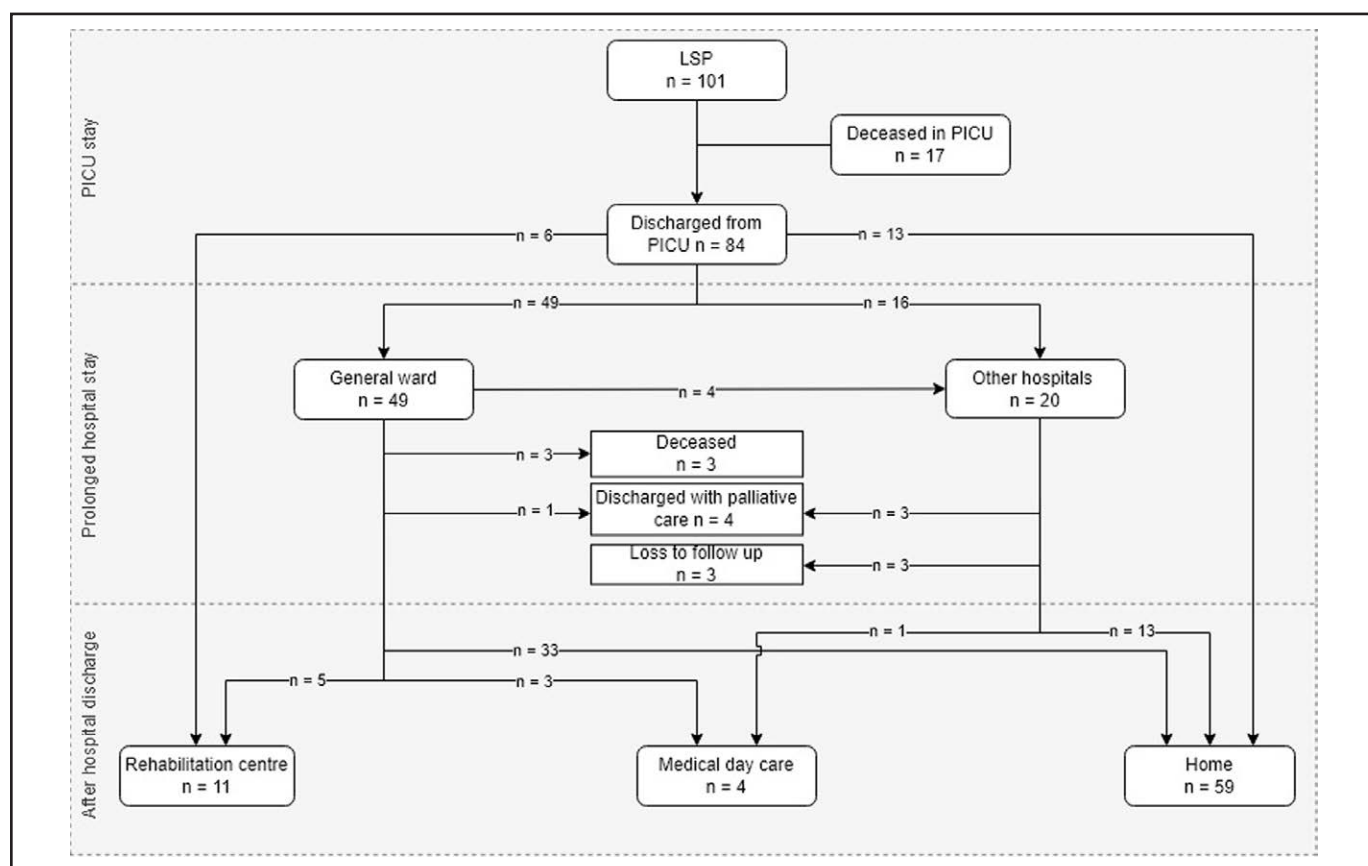 LSP
n = 101
PICU stay
Deceased in PICU
n = 17
Discharged from
PICU n = 84
n = 6
n = 13
n = 49
n = 16
Prolonged hospital stay
General ward
n = 49
n = 4
Other hospitals
n = 20
n = 3
Deceased
n = 3
n = 1
Discharged with palliative
care n = 4
n = 3
Loss to follow up
n = 3
n = 3
After hospital discharge
n = 1
n = 13
n = 33
n = 5
n = 3
Rehabilitation centre
n = 11
Medical day care
n = 4
Home
n = 59